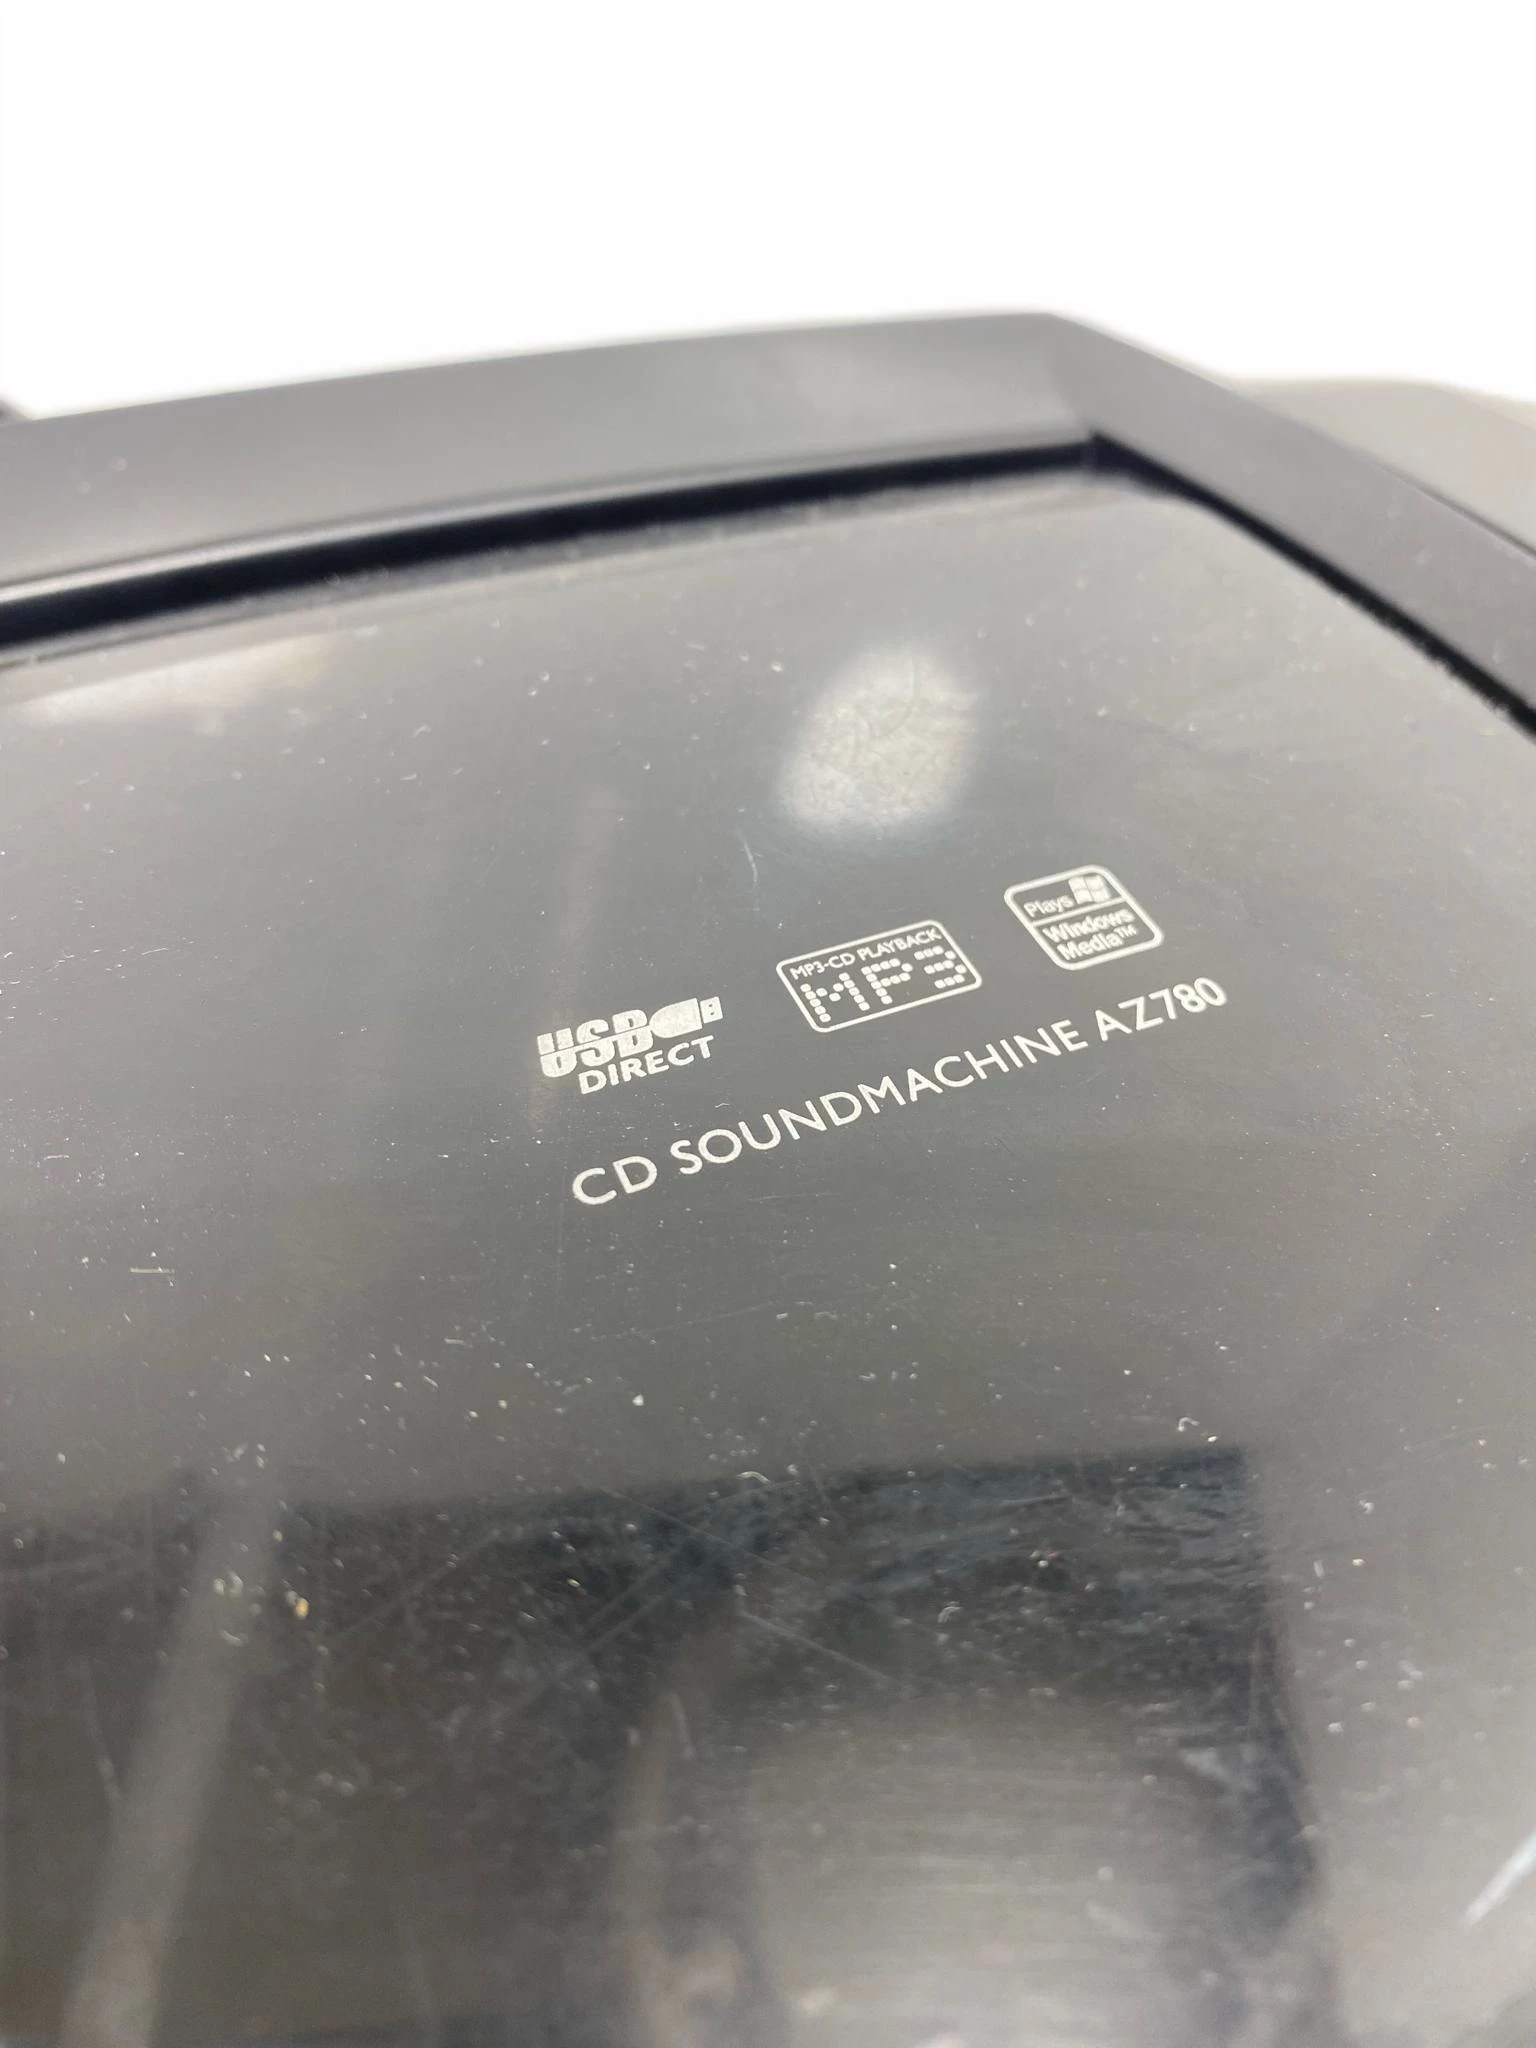 USB
DIRECT
MP3-CD PLAYBACK
MP3
Plays
Windows
Media™
CD SOUNDMACHINE AZ780